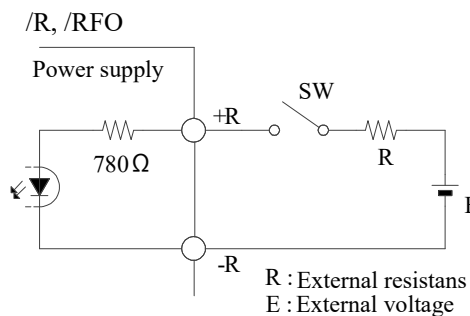 /R, /RFO
Power supply
SW
+R
780Ω
R
E
-R
R : External resistans
E : External voltage